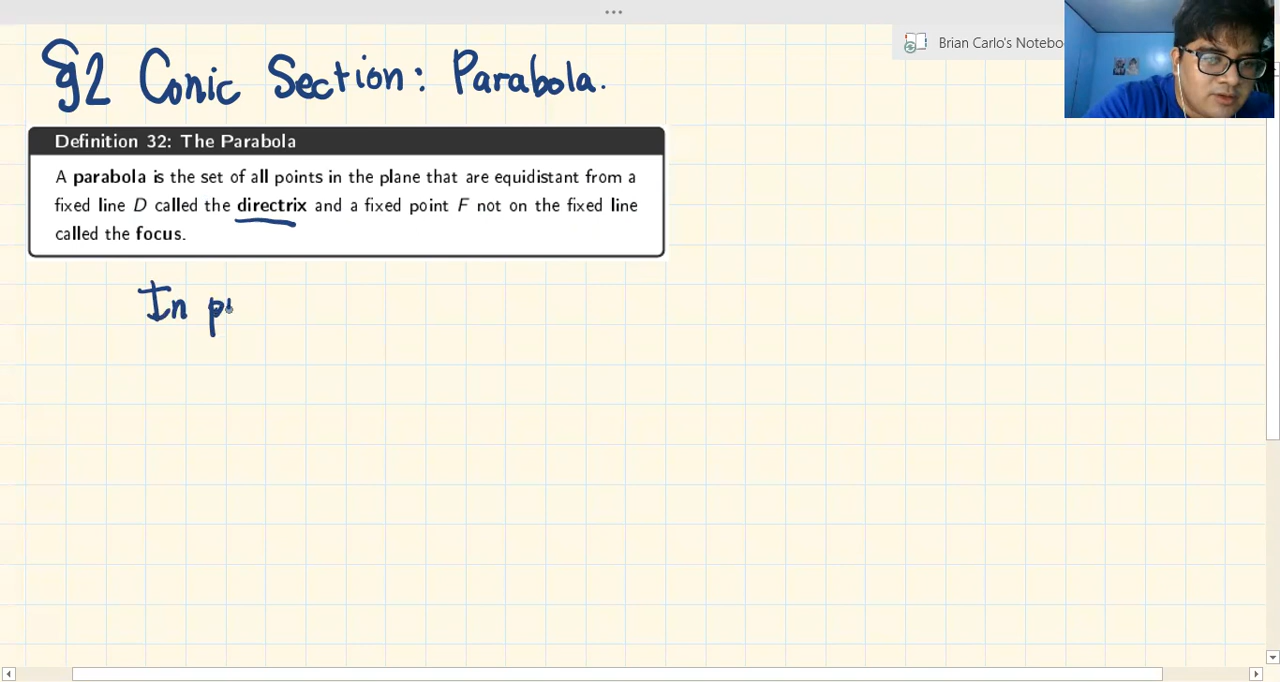 §2 Conic Section: Parabola.
Brian Carlo's Notebo
Definition 32: The Parabola
A parabola is the set of all points in the plane that are equidistant from a
fixed line D called the directrix and a fixed point F not on the fixed line
called the focus.
In